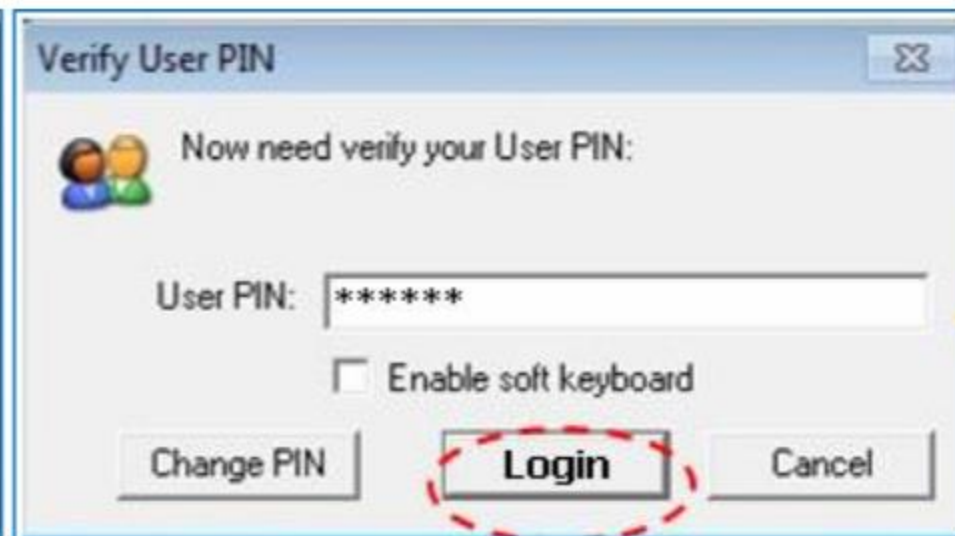 Verify User PIN
Now need verify your User PIN:
User PIN: ******
Enable soft keyboard
Change PIN Login Cancel